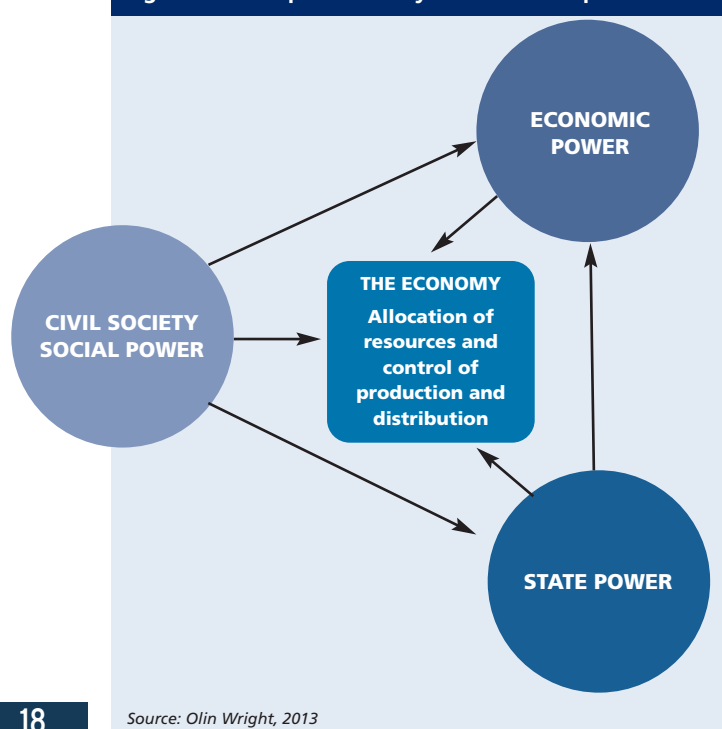 ECONOMIC
POWER
THE ECONOMY
Allocation of
resources and
control of
production and
distribution
CIVIL SOCIETY
SOCIAL POWER
STATE POWER
18
Source: Olin Wright, 2013